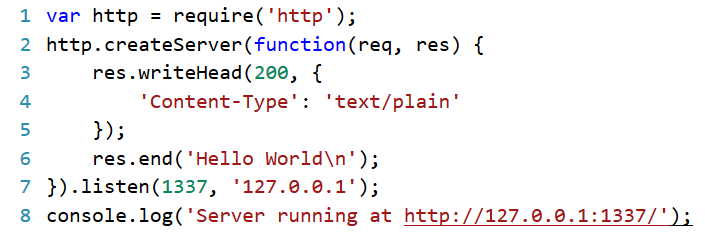 1 var http = require('http');
2 http.createServer(function(req, res) {
3     res.writeHead(200, {
4         'Content-Type': 'text/plain'
5     });
6     res.end('Hello World\n');
7 }).listen(1337, '127.0.0.1');
8 console.log('Server running at http://127.0.0.1:1337/');